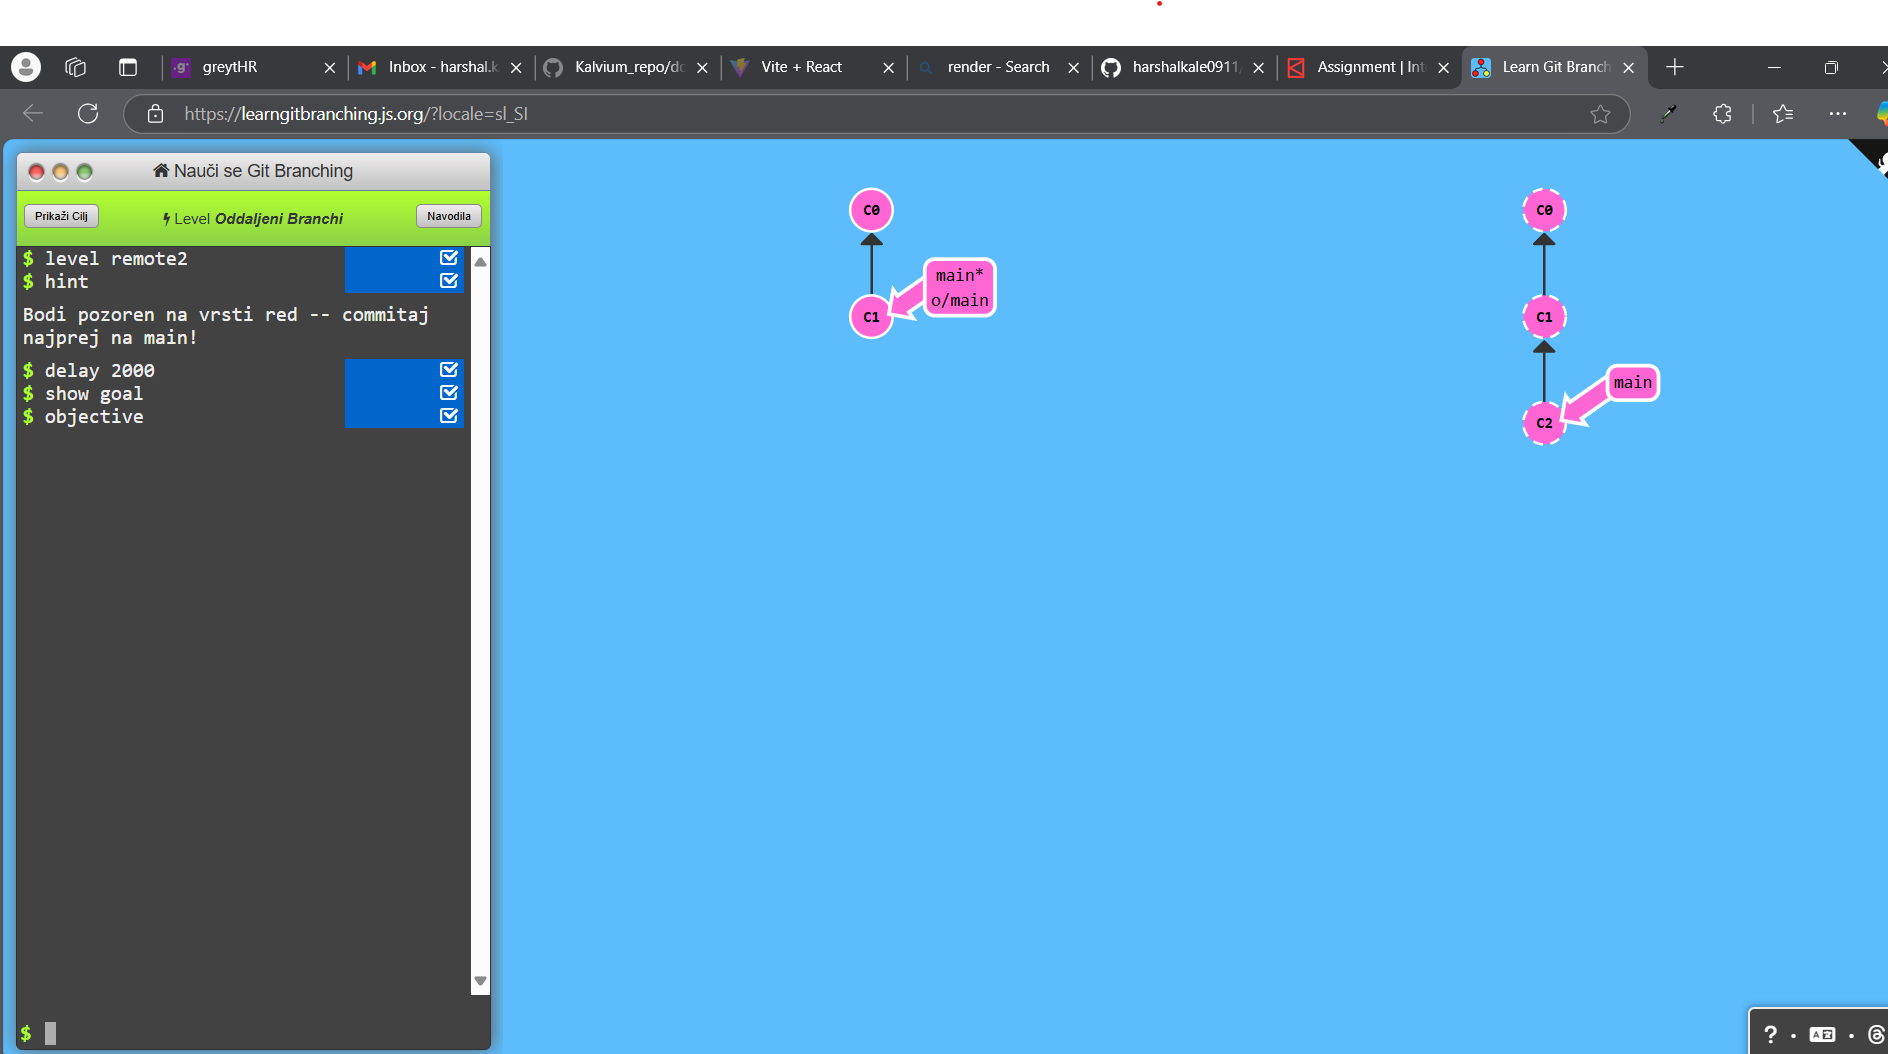 greytHR
Inbox - harshal.k
Kalvium_repo/dc
Vite + React
render - Search
harshalkale0911
Assignment | Int
Learn Git Branch
https://learngitbranching.js.org/?locale=sl_SI
Nauči se Git Branching
Prikaži Cilj
Level Oddaljeni Branchi
Navodila
$ level remote2
$ hint
Bodi pozoren na vrsti red -- commitaj
najprej na main!
$ delay 2000
$ show goal
$ objective
$
C0
main*
o/main
C1
C0
C1
main
C2
?